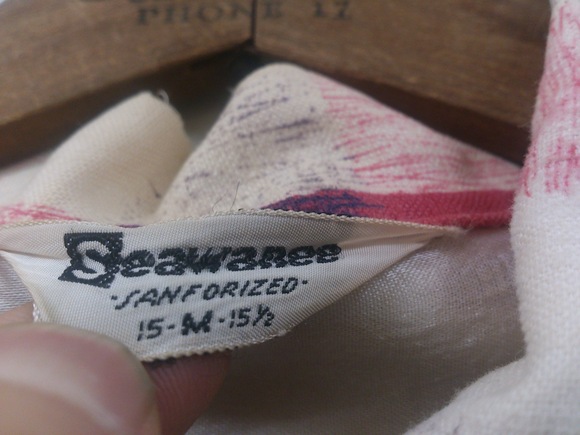 PHONE 17
Seawanee
-SANFORIZED-
15-M-15½